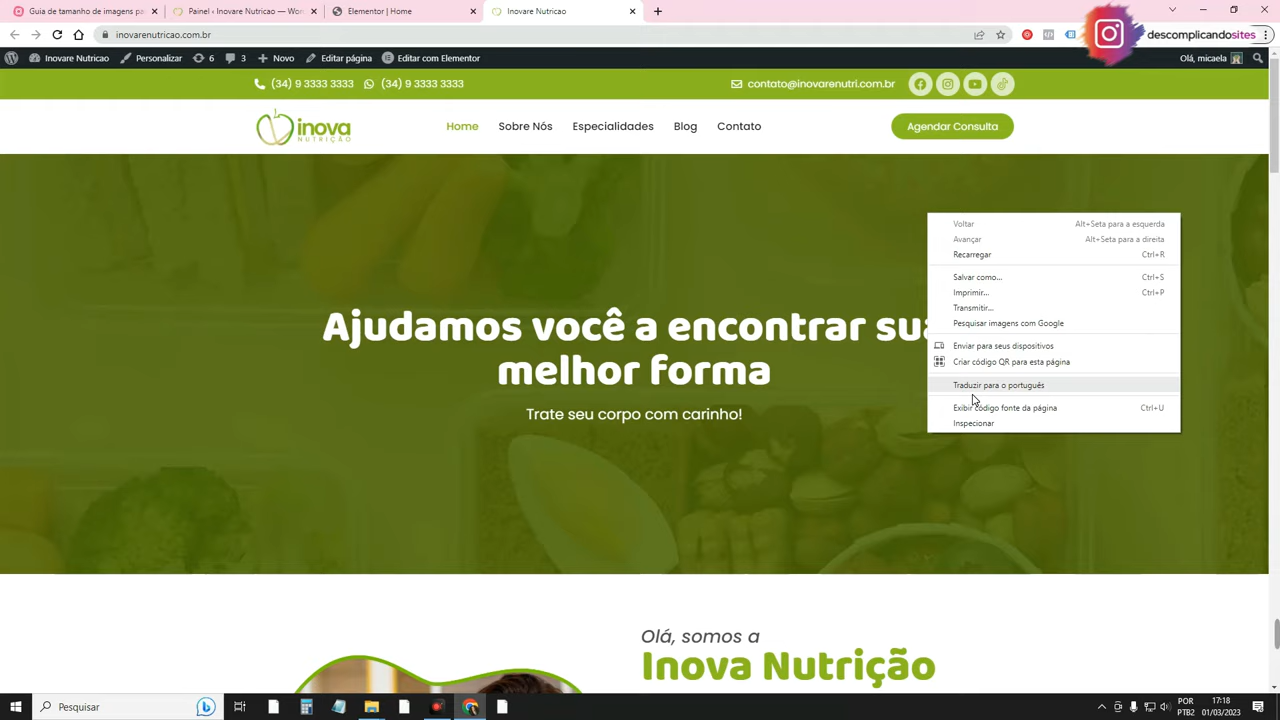 Guia de tamanho de imagens pa
Painel ‹ Inovare Nutricao — Wor
Elementor | Home
Inovare Nutricao
inovarenutricao.com.br
descomplicandosites
Inovare Nutricao
Personalizar
6
3
Novo
Editar página
Editar com Elementor
Olá, micaela
(34) 9 3333 3333
(34) 9 3333 3333
contato@inovarenutri.com.br
inova
NUTRIÇÃO
Home
Sobre Nós
Especialidades
Blog
Contato
Agendar Consulta
Voltar Alt+Seta para a esquerda
Avançar Alt+Seta para a direita
Recarregar Ctrl+R
Salvar como... Ctrl+S
Imprimir... Ctrl+P
Transmitir...
Pesquisar imagens com Google
Enviar para seus dispositivos
Criar código QR para esta página
Traduzir para o português
Exibir código fonte da página Ctrl+U
Inspecionar
Ajudamos você a encontrar sua
melhor forma
Trate seu corpo com carinho!
Olá, somos a
Inova Nutrição
Pesquisar
POR
PTB2
17:18
01/03/2023